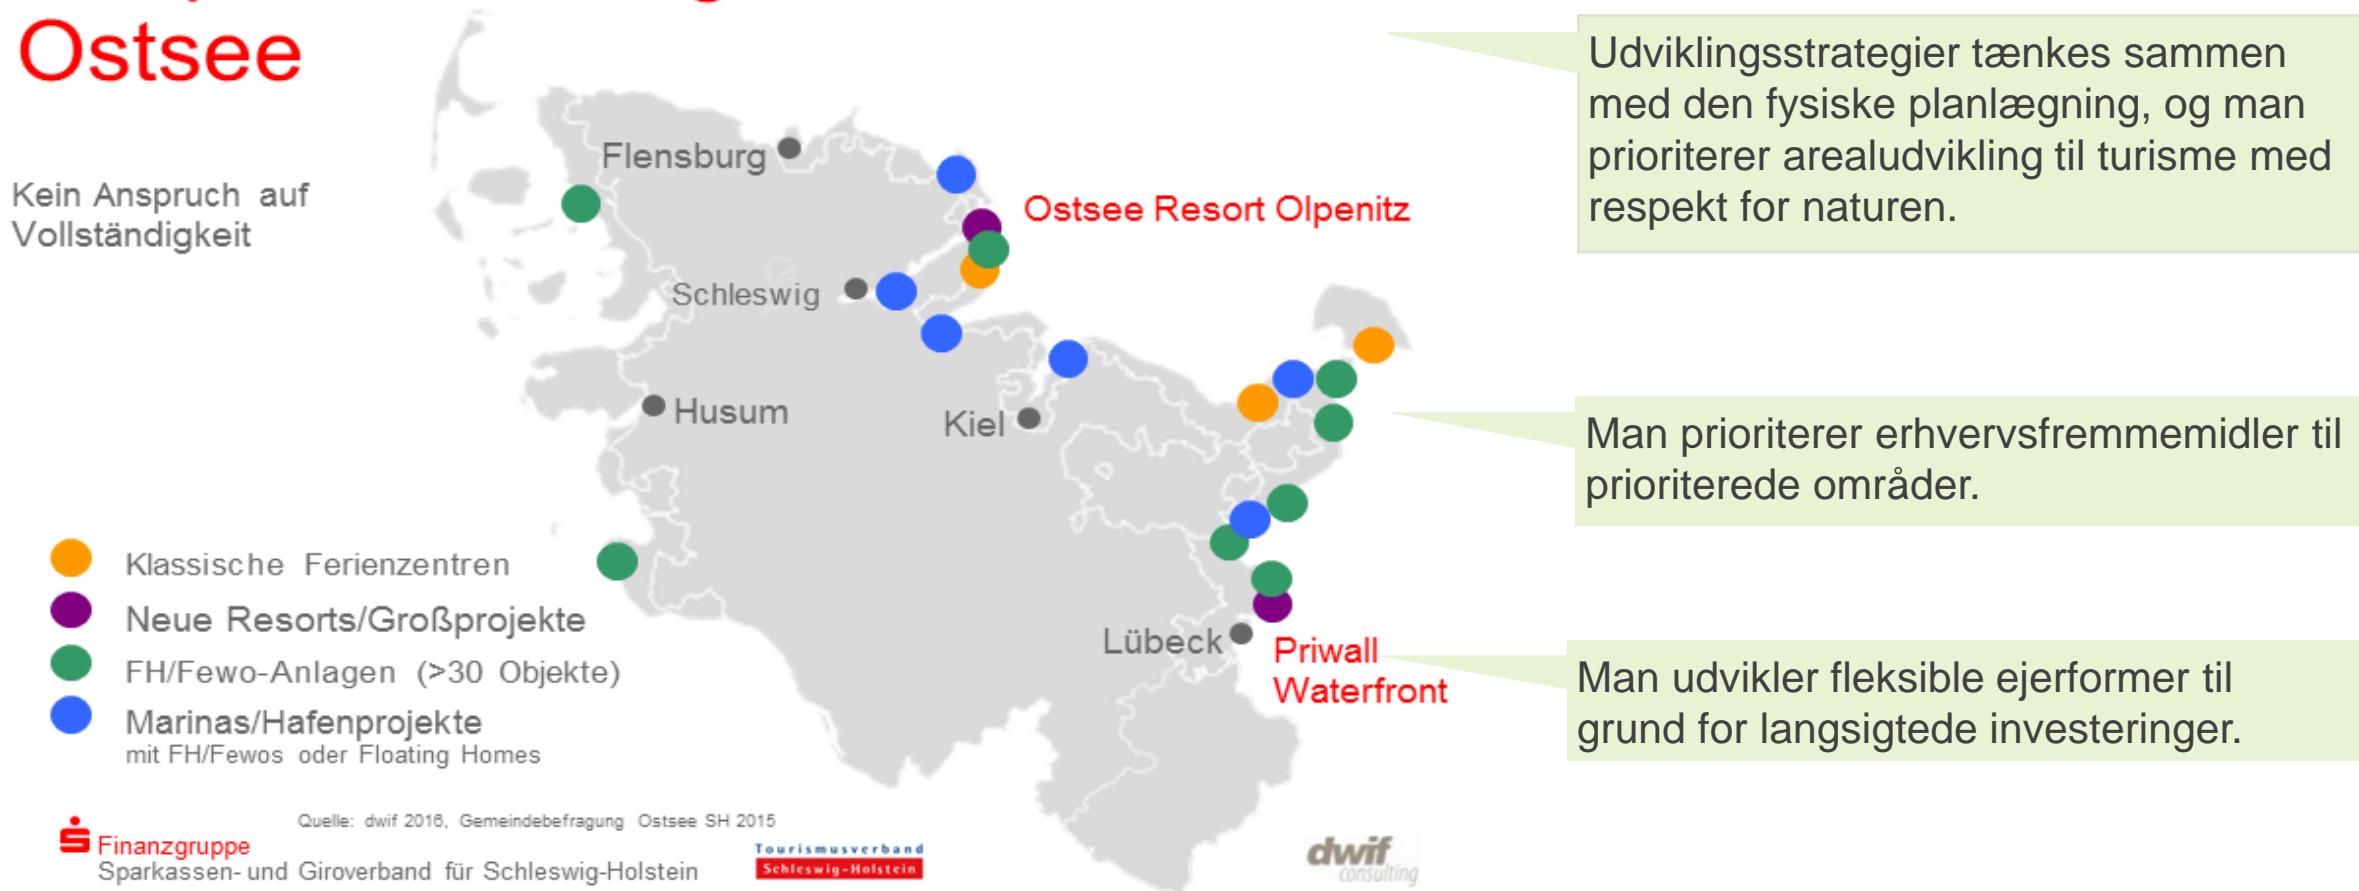 Ostsee
Kein Anspruch auf
Vollständigkeit
Flensburg
Ostsee Resort Olpenitz
Schleswig
Husum
Kiel
Lübeck
Priwall
Waterfront
Klassische Ferienzentren
Neue Resorts/Großprojekte
FH/Fewo-Anlagen (>30 Objekte)
Marinas/Hafenprojekte
mit FH/Fewos oder Floating Homes
Quelle: dwif 2016, Gemeindebefragung Ostsee SH 2015
Finanzgruppe
Sparkassen- und Giroverband für Schleswig-Holstein
Tourismusverband
Schleswig-Holstein
dwif
consulting
Udviklingsstrategier tænkes sammen
med den fysiske planlægning, og man
prioriterer arealudvikling til turisme med
respekt for naturen.
Man prioriterer erhvervsfremmemidler til
prioriterede områder.
Man udvikler fleksible ejerformer til
grund for langsigtede investeringer.